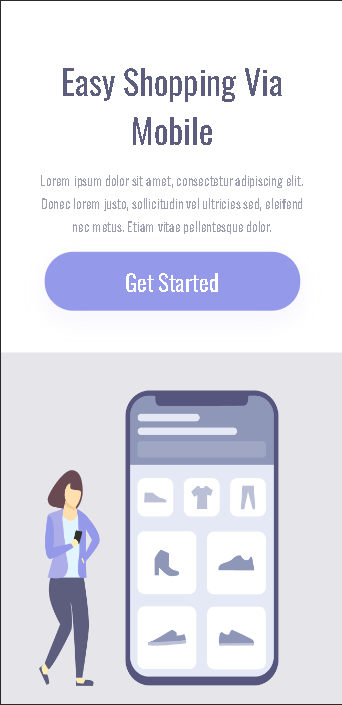 Easy Shopping Via
Mobile
Lorem ipsum dolor sit amet, consectetur adipiscing elit.
Donec lorem justo, sollicitudin vel ultricies sed, eleifend
nec metus. Etiam vitae pellentesque dolor.
Get Started